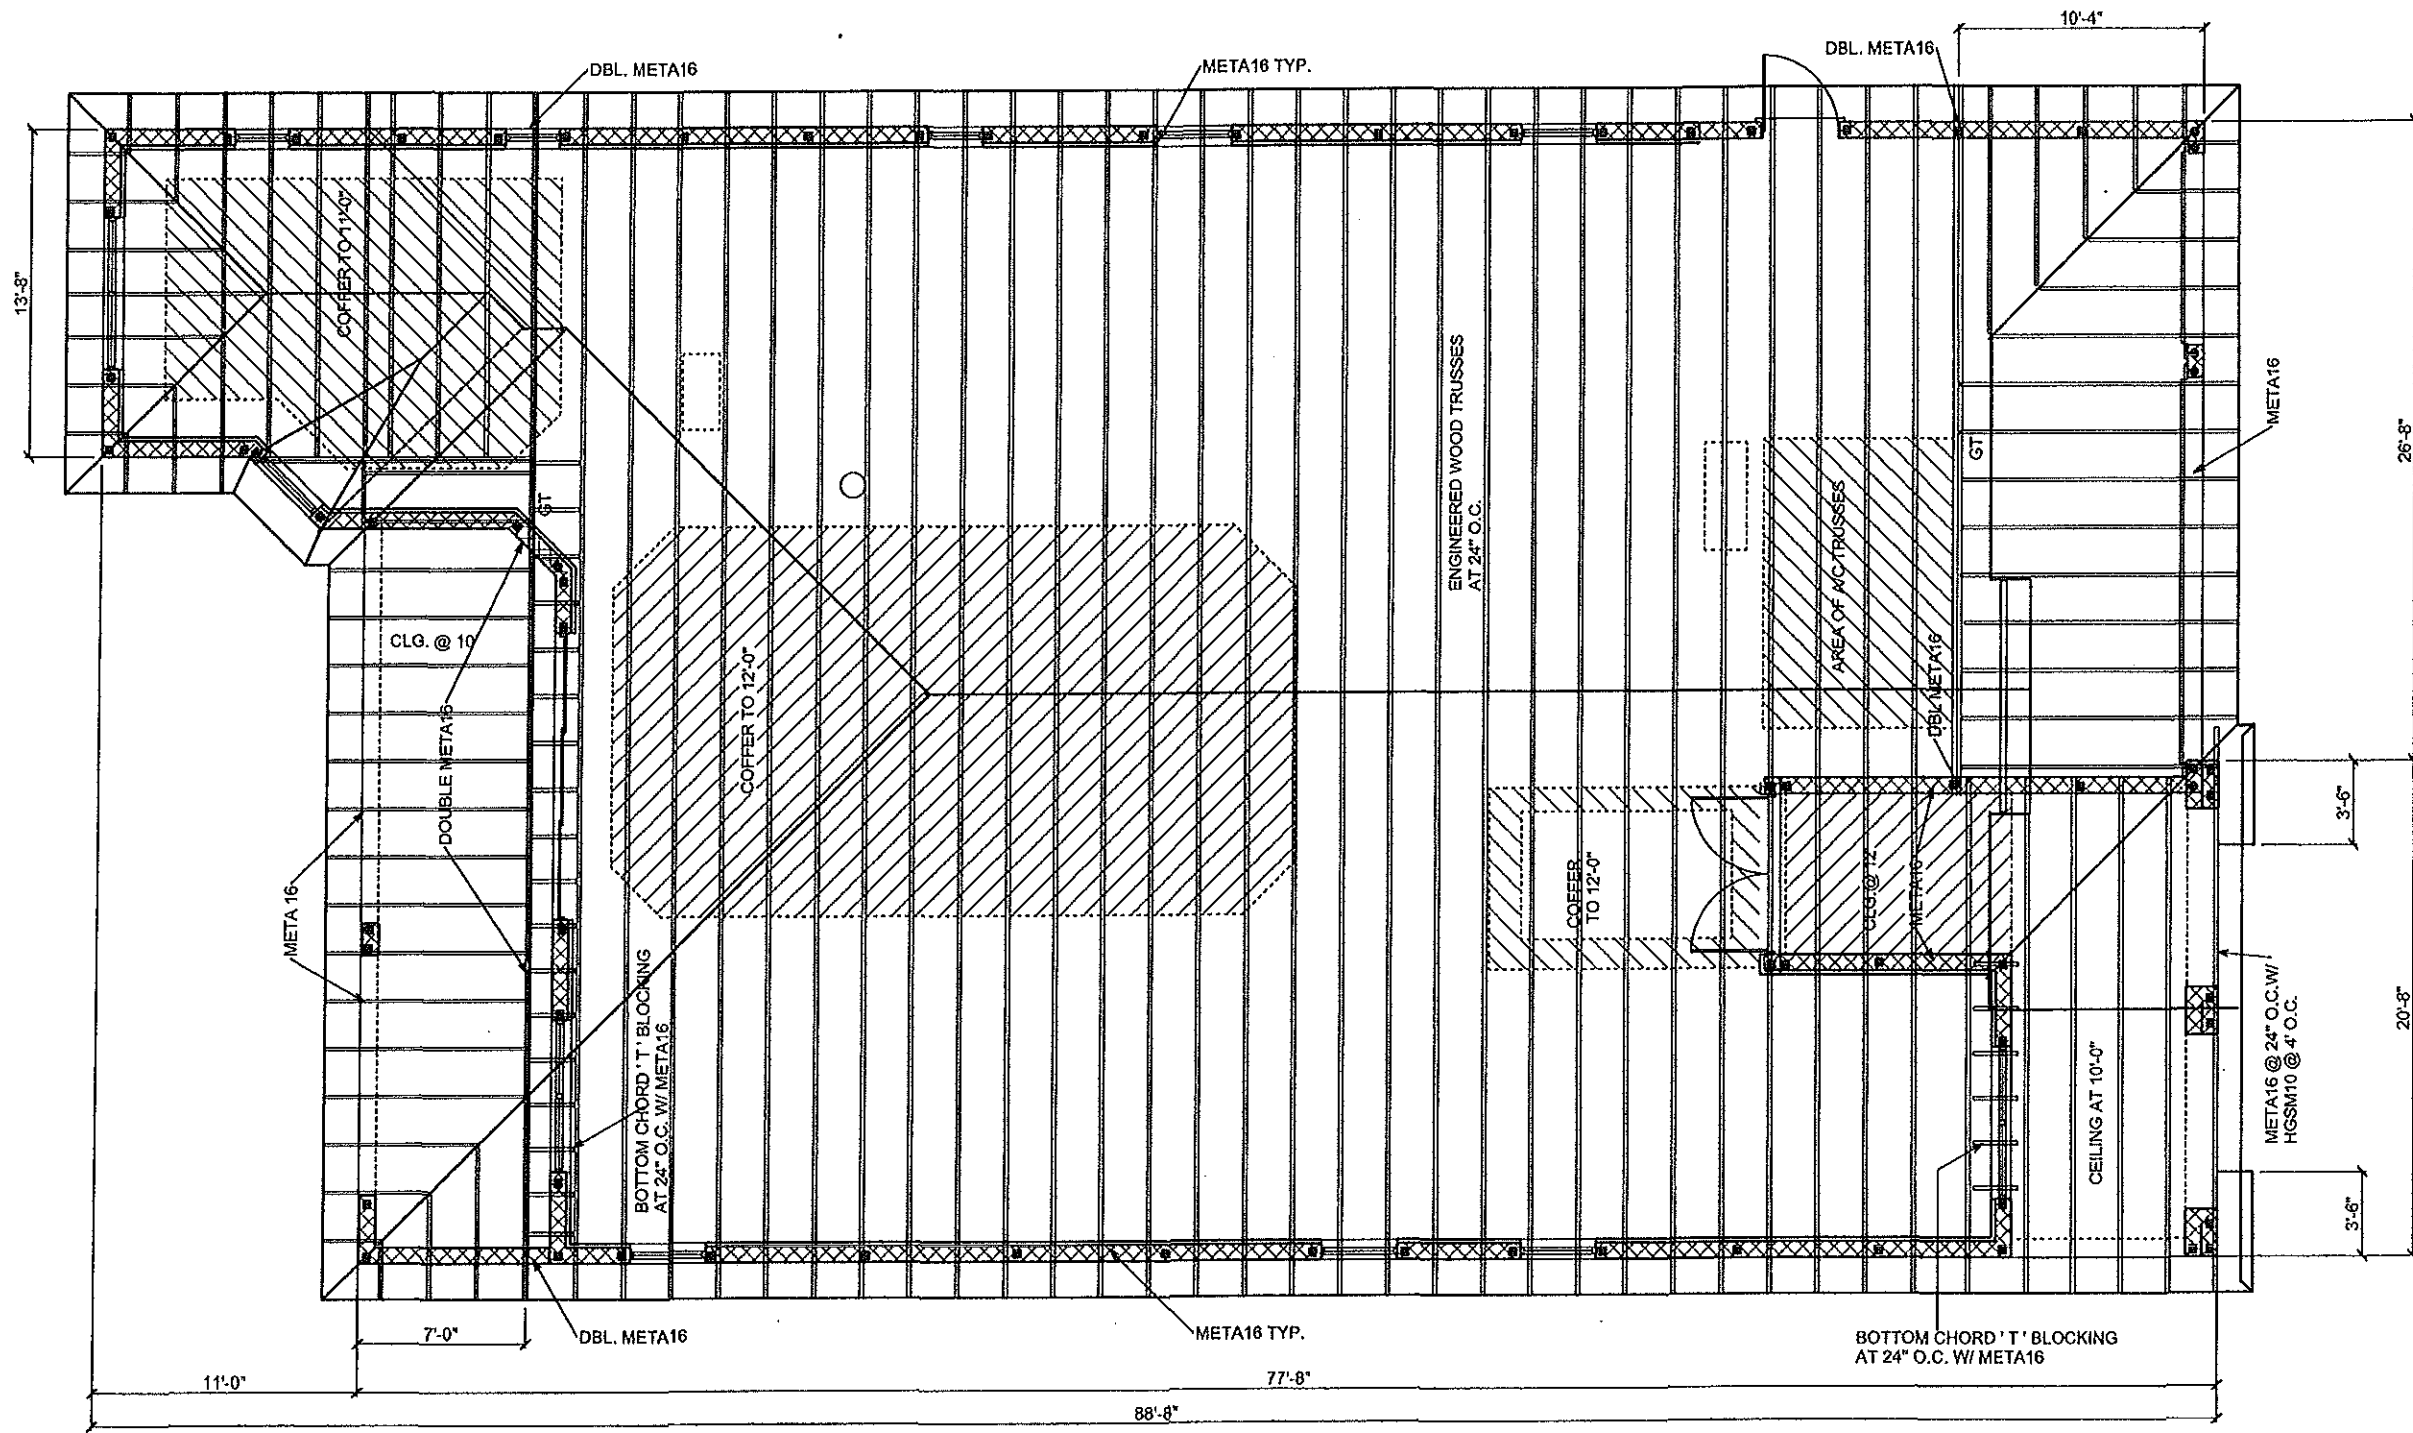 10'-4"
DBL. META16
META16 TYP.
DBL. META16
13'-8"
COFFER TO 11'-0"
ENGINEERED WOOD TRUSSES
AT 24" O.C.
META16
26'-8"
GT
GT
AREA OF A/C TRUSSES
CLG. @ 10
COFFER TO 12'-0"
DBL META16
DOUBLE META16
3'-6"
META 16
COFFER
TO 12'-0"
CLG. @ 12
META16
BOTTOM CHORD ' T ' BLOCKING
AT 24" O.C. W/ META16
CEILING AT 10'-0"
META16 @ 24" O.C.W/
HGSM10 @ 4' O.C.
20'-8"
3'-6"
7'-0"
DBL. META16
META16 TYP.
BOTTOM CHORD ' T ' BLOCKING
AT 24" O.C. W/ META16
11'-0"
77'-8"
88'-8"